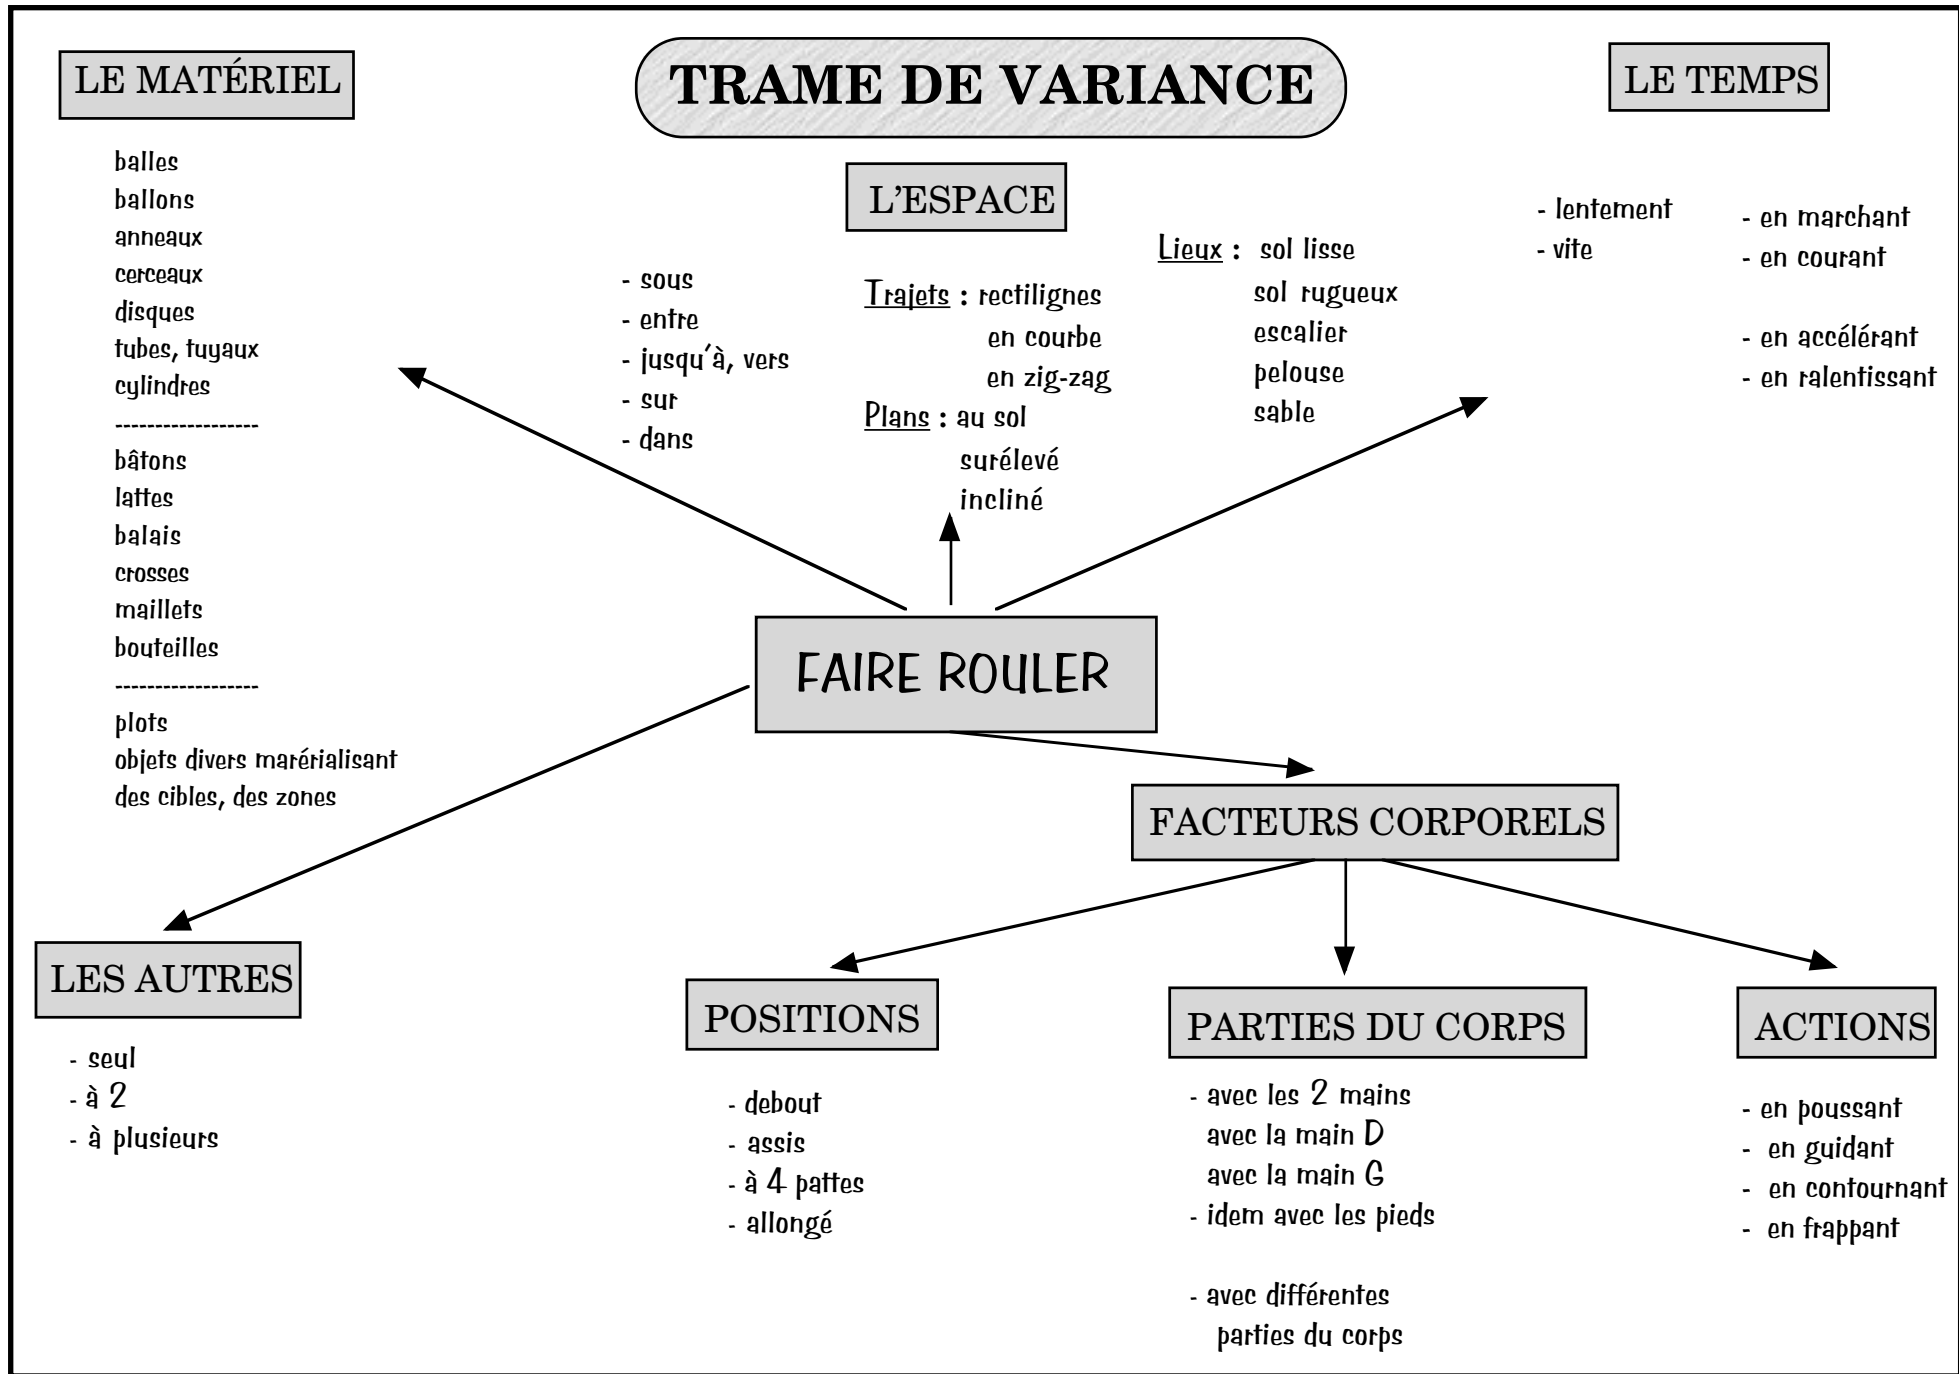 TRAME DE VARIANCE
LE MATÉRIEL
balles
ballons
anneaux
cerceaux
disques
tubes, tuyaux
cylindres
------------------
bâtons
lattes
balais
crosses
maillets
bouteilles
------------------
plots
objets divers marérialisant
des cibles, des zones
L'ESPACE
- sous
- entre
- jusqu'à, vers
- sur
- dans
Trajets : rectilignes
en courbe
en zig-zag
Plans : au sol
surélevé
incliné
Lieux : sol lisse
sol rugueux
escalier
pelouse
sable
LE TEMPS
- lentement
- vite
- en marchant
- en courant
- en accélérant
- en ralentissant
FAIRE ROULER
FACTEURS CORPORELS
LES AUTRES
- seul
- à 2
- à plusieurs
POSITIONS
- debout
- assis
- à 4 pattes
- allongé
PARTIES DU CORPS
- avec les 2 mains
avec la main D
avec la main G
- idem avec les pieds
- avec différentes
parties du corps
ACTIONS
- en poussant
- en guidant
- en contournant
- en frappant